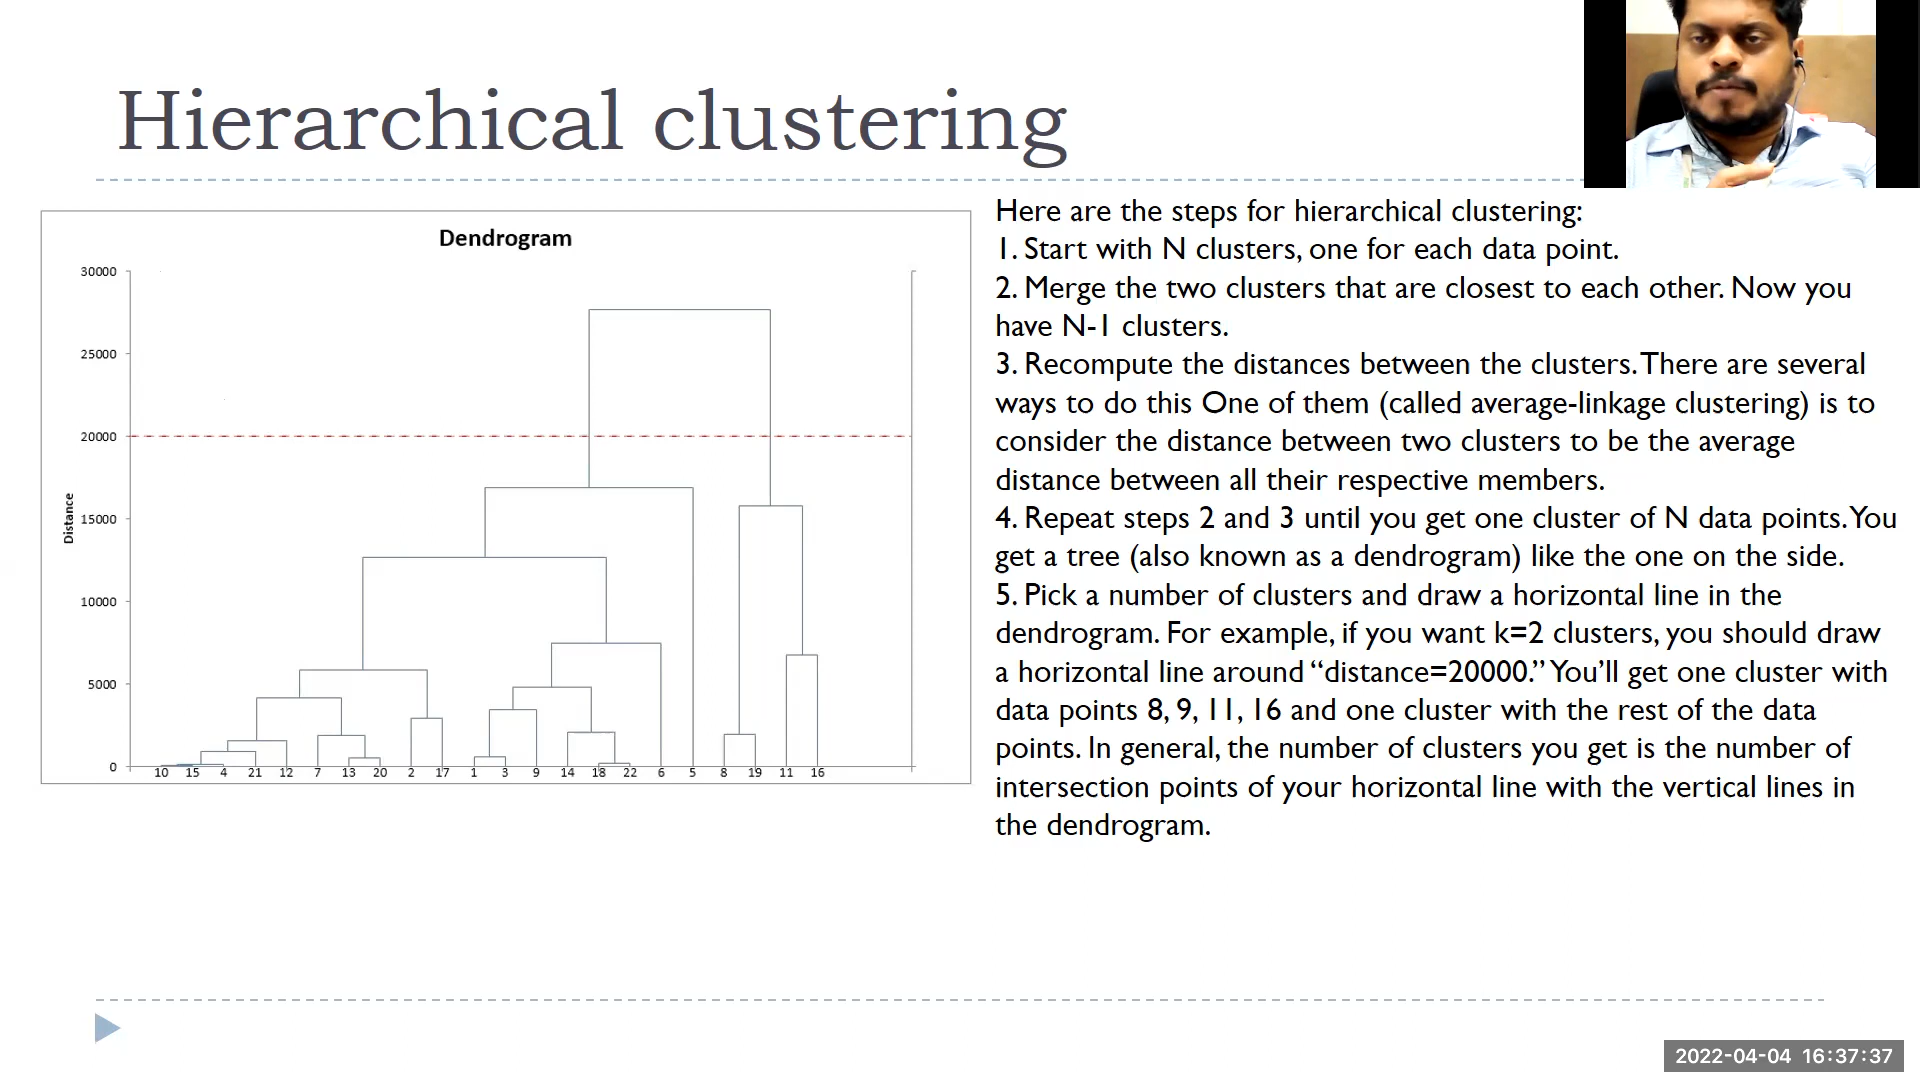 Hierarchical clustering
Dendrogram
30000
25000
20000
15000
10000
5000
0
Distance
10 15 4 21 12 7 13 20 2 17 1 3 9 14 18 22 6 5 8 19 11 16
Here are the steps for hierarchical clustering:
1. Start with N clusters, one for each data point.
2. Merge the two clusters that are closest to each other. Now you
have N-1 clusters.
3. Recompute the distances between the clusters. There are several
ways to do this One of them (called average-linkage clustering) is to
consider the distance between two clusters to be the average
distance between all their respective members.
4. Repeat steps 2 and 3 until you get one cluster of N data points. You
get a tree (also known as a dendrogram) like the one on the side.
5. Pick a number of clusters and draw a horizontal line in the
dendrogram. For example, if you want k=2 clusters, you should draw
a horizontal line around “distance=20000.” You’ll get one cluster with
data points 8, 9, 11, 16 and one cluster with the rest of the data
points. In general, the number of clusters you get is the number of
intersection points of your horizontal line with the vertical lines in
the dendrogram.
2022-04-04 16:37:37